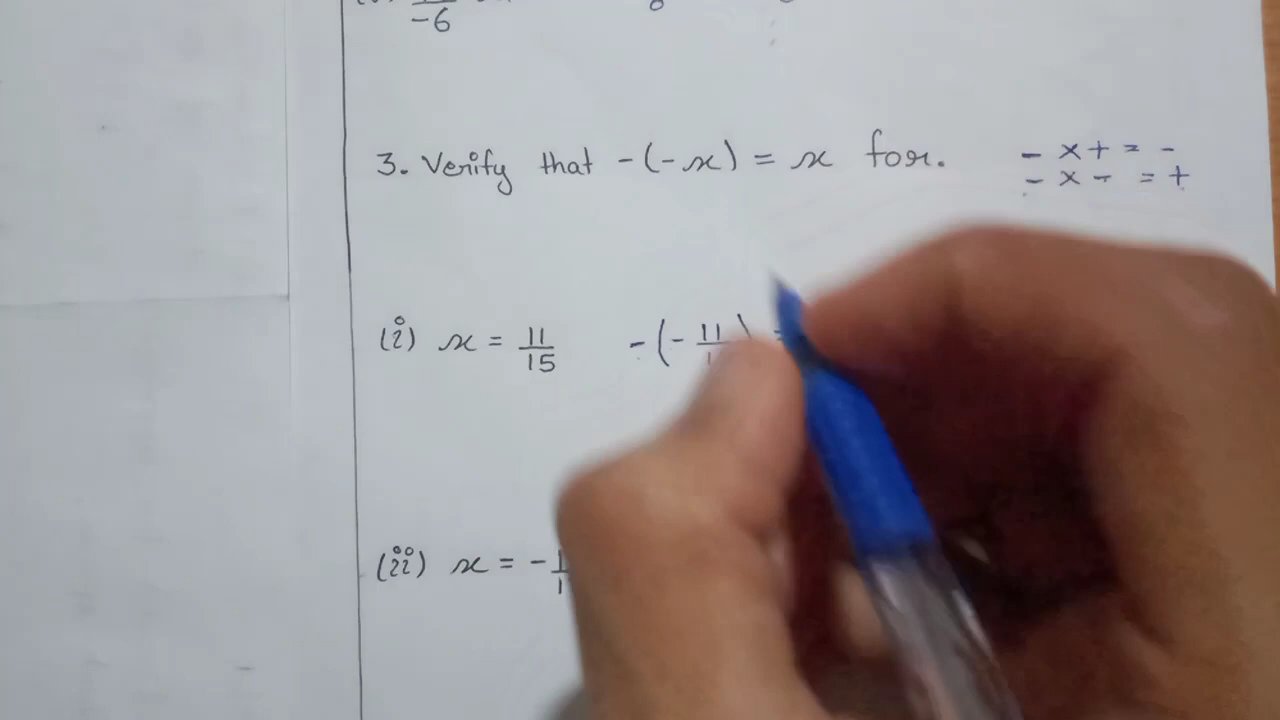 -6
3. Verify that -(-x) = x for.
- x + = -
- x - = +
(i) x = 11/15 -(- 11/
(ii) x = -